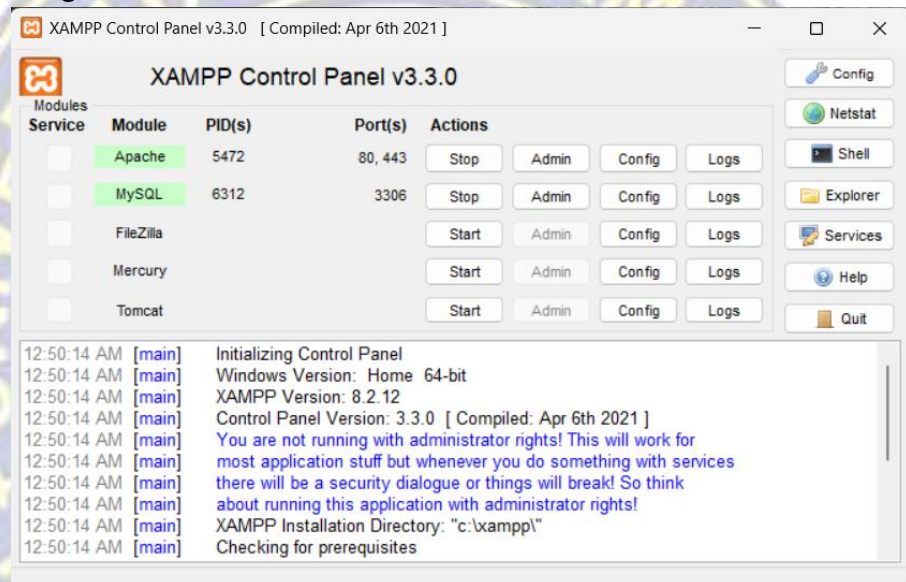 XAMPP Control Panel v3.3.0 [ Compiled: Apr 6th 2021 ]
XAMPP Control Panel v3.3.0
Config
Modules
Service Module PID(s) Port(s) Actions
Netstat
Apache 5472 80, 443 Stop Admin Config Logs
Shell
MySQL 6312 3306 Stop Admin Config Logs
Explorer
FileZilla Start Admin Config Logs
Services
Mercury Start Admin Config Logs
Help
Tomcat Start Admin Config Logs
Quit
12:50:14 AM [main] Initializing Control Panel
12:50:14 AM [main] Windows Version: Home 64-bit
12:50:14 AM [main] XAMPP Version: 8.2.12
12:50:14 AM [main] Control Panel Version: 3.3.0 [ Compiled: Apr 6th 2021 ]
12:50:14 AM [main] You are not running with administrator rights! This will work for
12:50:14 AM [main] most application stuff but whenever you do something with services
12:50:14 AM [main] there will be a security dialogue or things will break! So think
12:50:14 AM [main] about running this application with administrator rights!
12:50:14 AM [main] XAMPP Installation Directory: "c:\xampp\"
12:50:14 AM [main] Checking for prerequisites